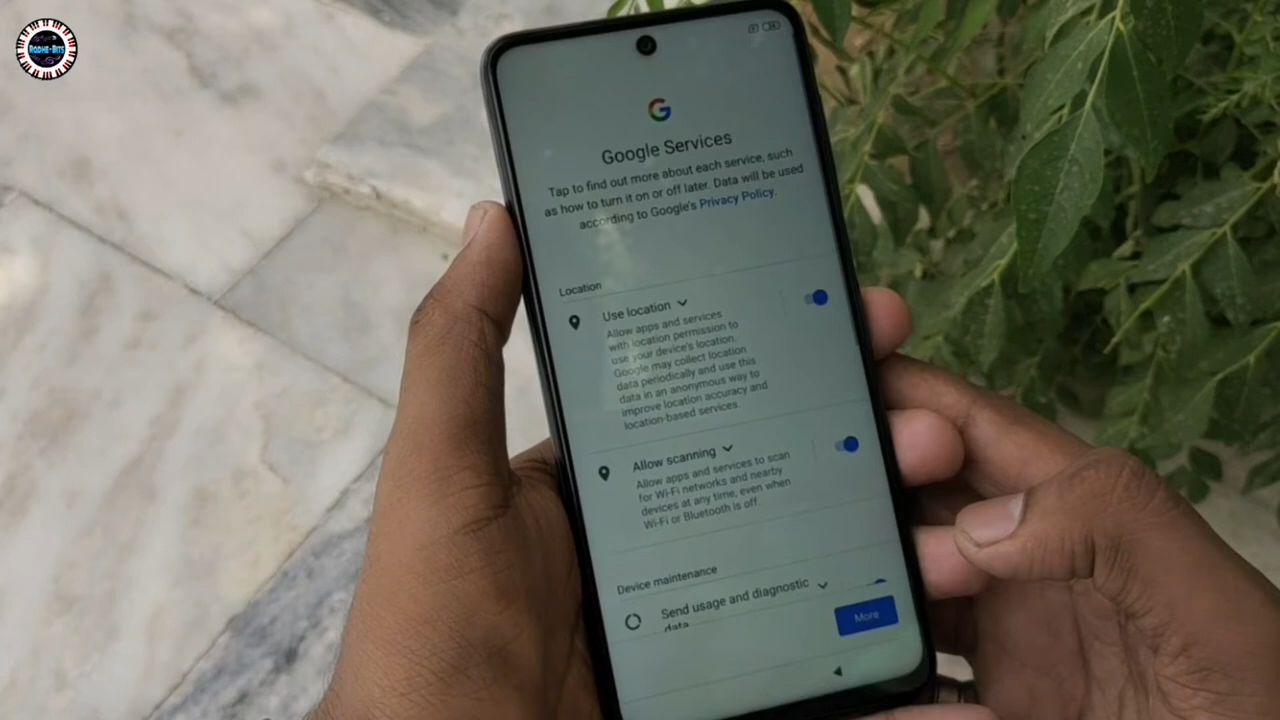 RODHE-BITS
Google Services
Tap to find out more about each service, such
as how to turn it on or off later. Data will be used
according to Google's Privacy Policy.
Location
Use location
Allow apps and services
with location permission to
use your device's location.
Google may collect location
data periodically and use this
data in an anonymous way to
improve location accuracy and
location-based services.
Allow scanning
Allow apps and services to scan
for Wi-Fi networks and nearby
devices at any time, even when
Wi-Fi or Bluetooth is off.
Device maintenance
Send usage and diagnostic
data
More